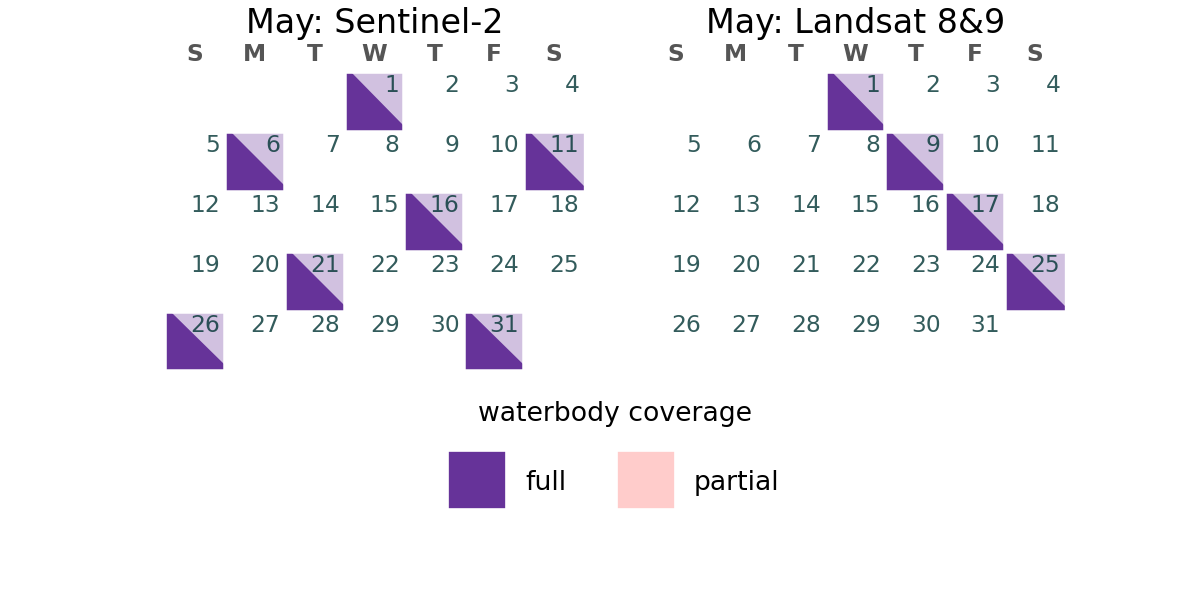 May: Sentinel-2
S M T W T F S
1 2 3 4
5 6 7 8 9 10 11
12 13 14 15 16 17 18
19 20 21 22 23 24 25
26 27 28 29 30 31
May: Landsat 8&9
S M T W T F S
1 2 3 4
5 6 7 8 9 10 11
12 13 14 15 16 17 18
19 20 21 22 23 24 25
26 27 28 29 30 31
waterbody coverage
full partial